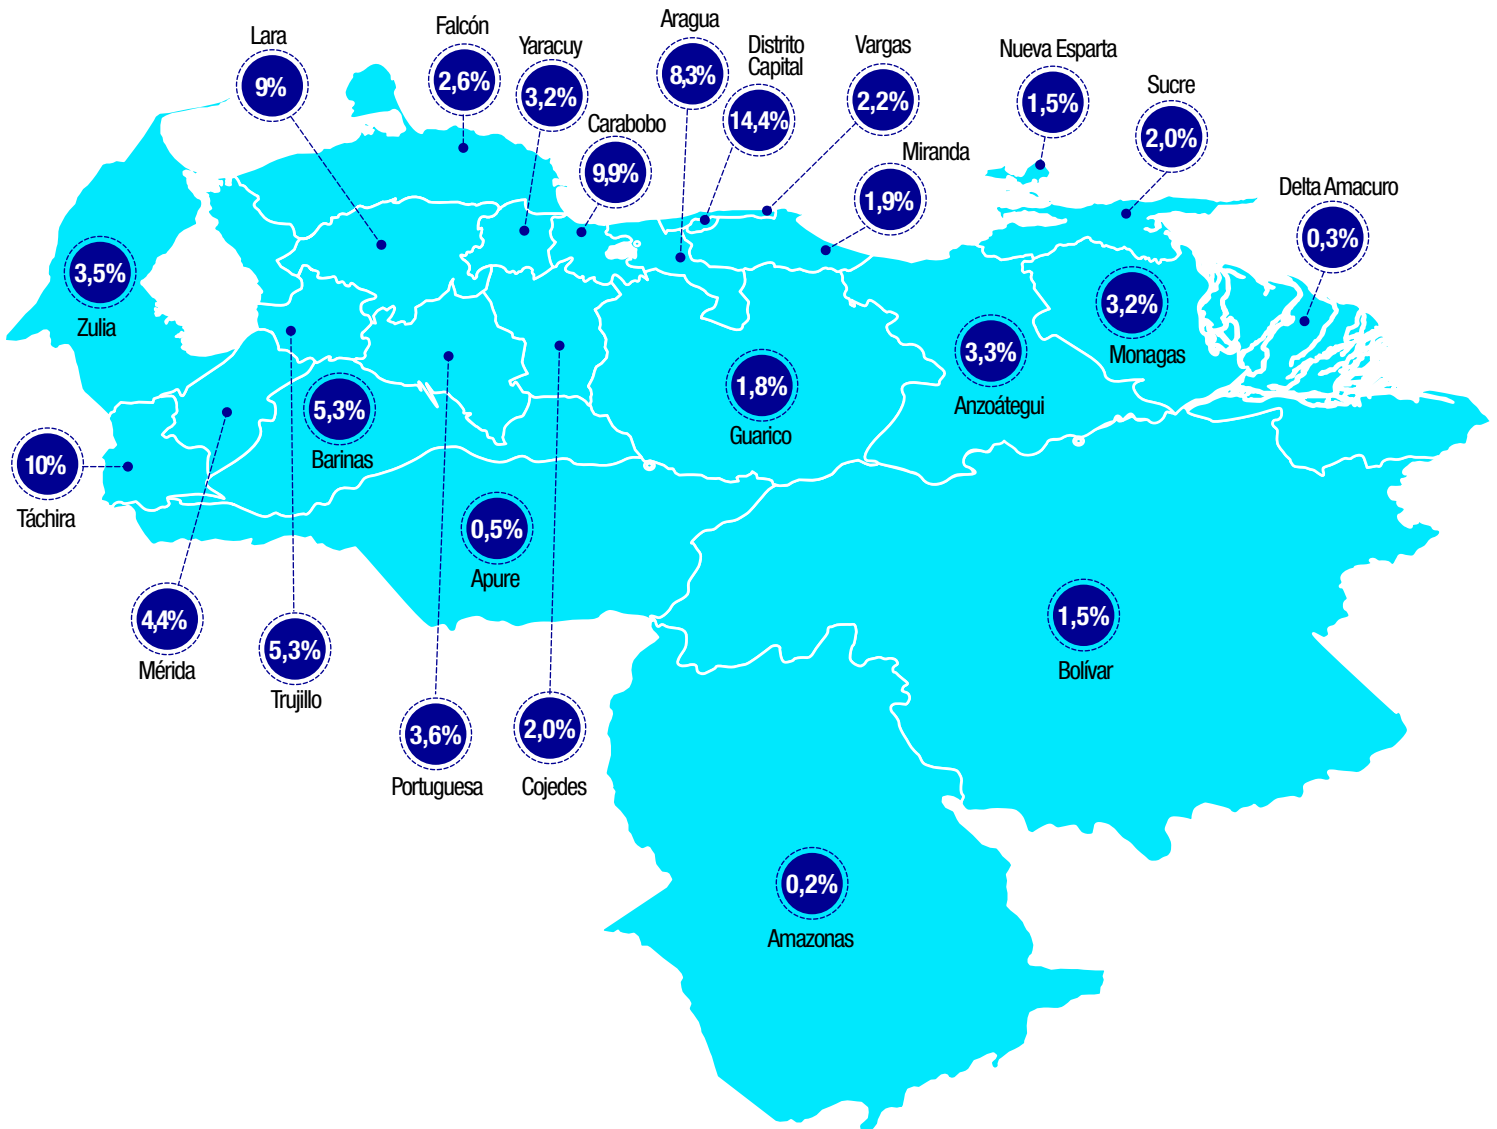 Lara
9%
Falcón
2,6%
Yaracuy
3,2%
Carabobo
9,9%
Aragua
8,3%
Distrito
Capital
14,4%
Vargas
2,2%
Miranda
1,9%
Nueva Esparta
1,5%
Sucre
2,0%
Delta Amacuro
0,3%
3,5%
Zulia
3,2%
Monagas
3,3%
Anzoátegui
1,8%
Guarico
5,3%
Barinas
10%
Táchira
0,5%
Apure
4,4%
Mérida
5,3%
Trujillo
3,6%
Portuguesa
2,0%
Cojedes
1,5%
Bolívar
0,2%
Amazonas